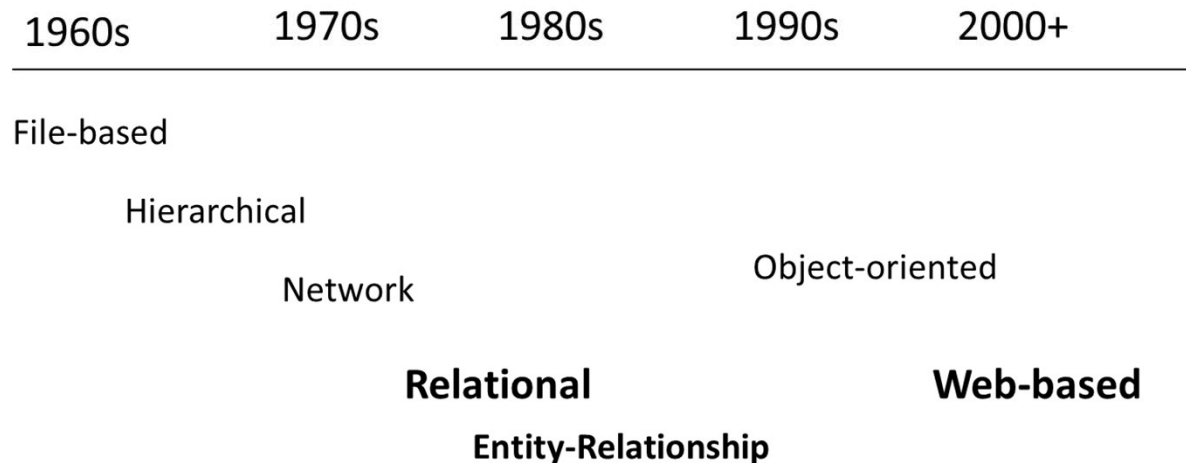 1960s 1970s 1980s 1990s 2000+
File-based
Hierarchical
Object-oriented
Network
Relational Web-based
Entity-Relationship